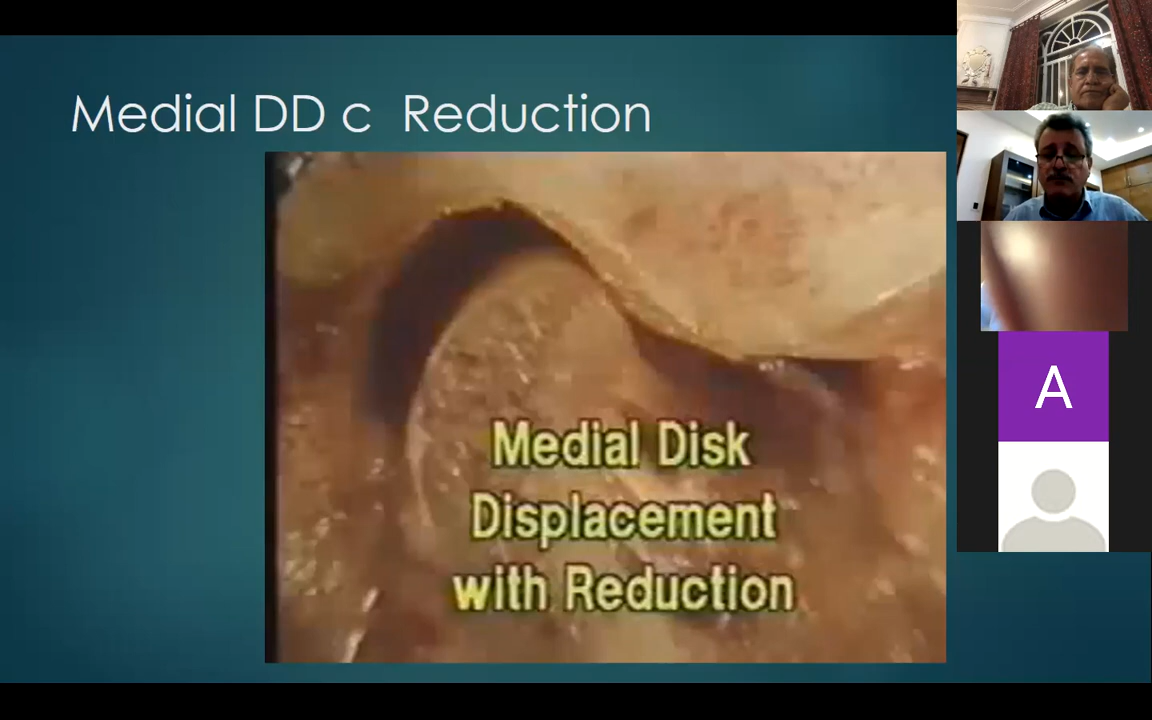 Medial DD c Reduction
Medial Disk
Displacement
with Reduction
A